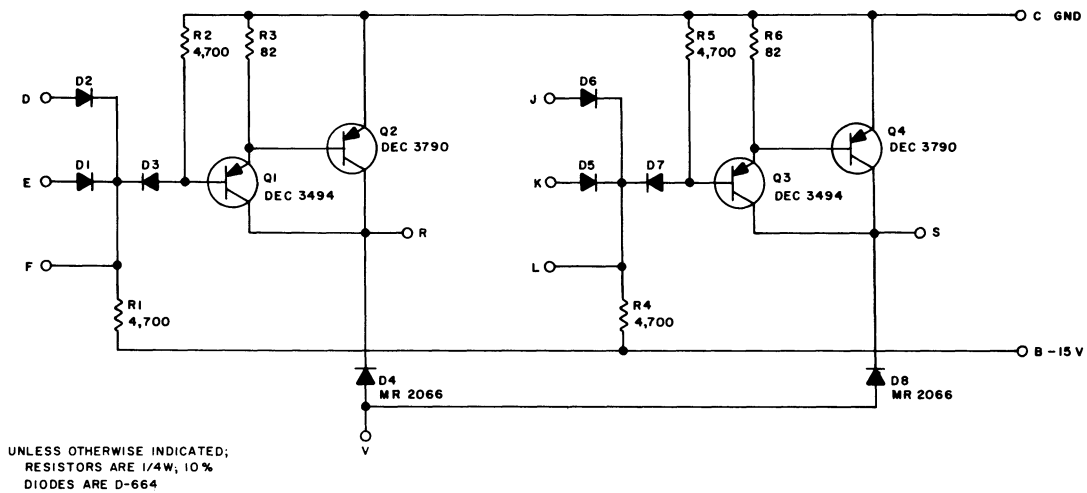 C GND
R2
4,700
R3
82
R5
4,700
R6
82
D2
D
D6
J
Q2
DEC 3790
Q4
DEC 3790
D1
E
D3
Q1
DEC 3494
D5
K
D7
Q3
DEC 3494
R
S
F
L
R1
4,700
R4
4,700
B -15V
D4
MR 2066
D8
MR 2066
V
UNLESS OTHERWISE INDICATED;
RESISTORS ARE 1/4W; 10%
DIODES ARE D-664